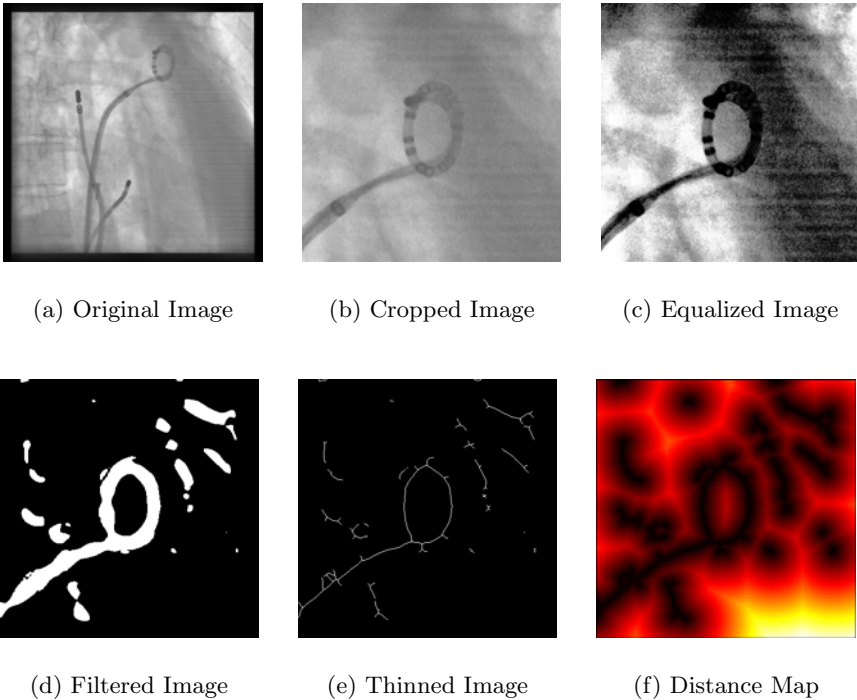 (a) Original Image
(b) Cropped Image
(c) Equalized Image
(d) Filtered Image
(e) Thinned Image
(f) Distance Map